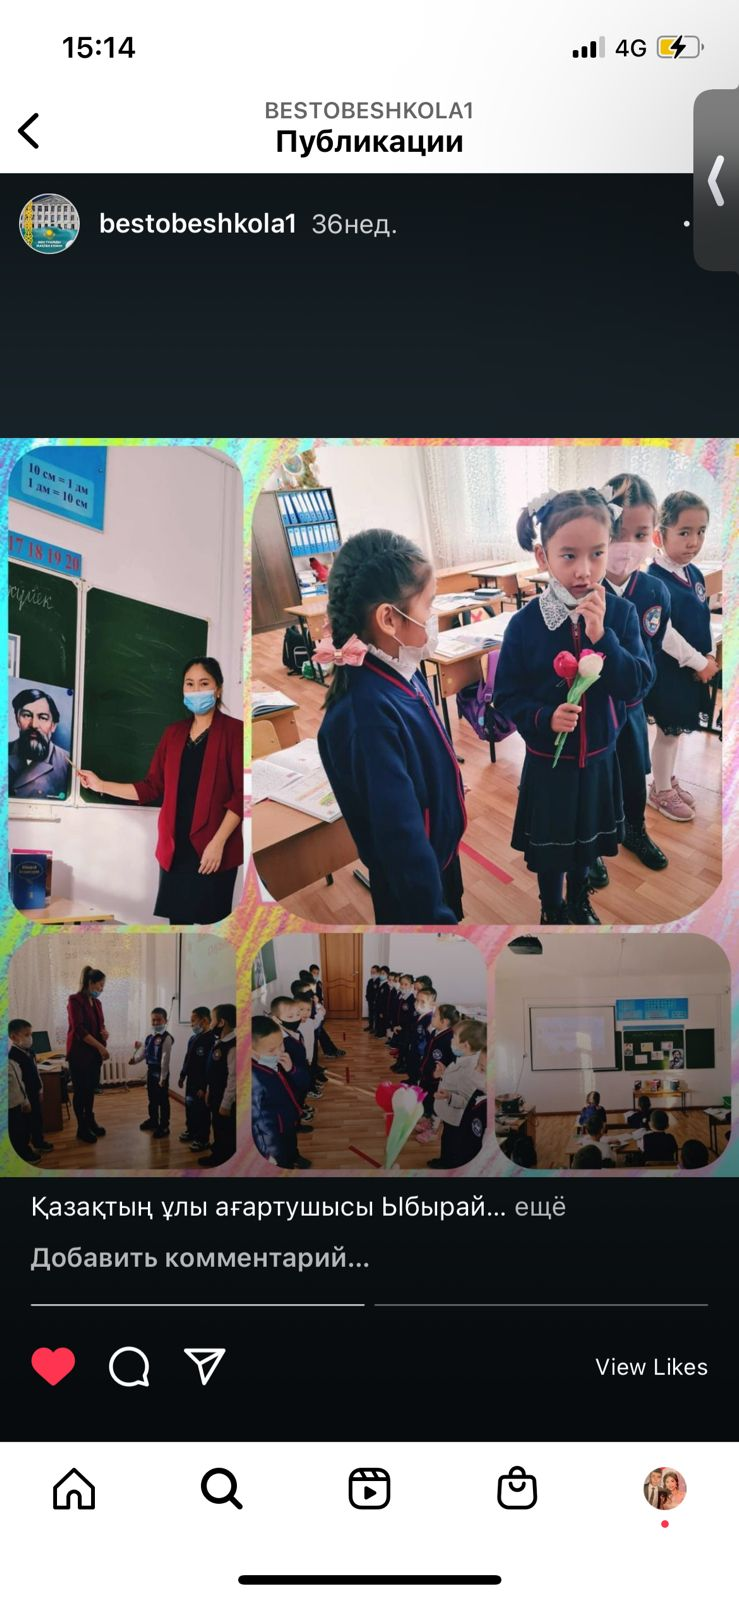 15:14
4G
BESTOBESHKOLA1
Публикации
bestobeshkola1 36нед.
10 см = 1 дм
1 дм = 10 см
17 18 19 20
Қазақтың ұлы ағартушысы Ыбырай... ещё
Добавить комментарий...
View Likes